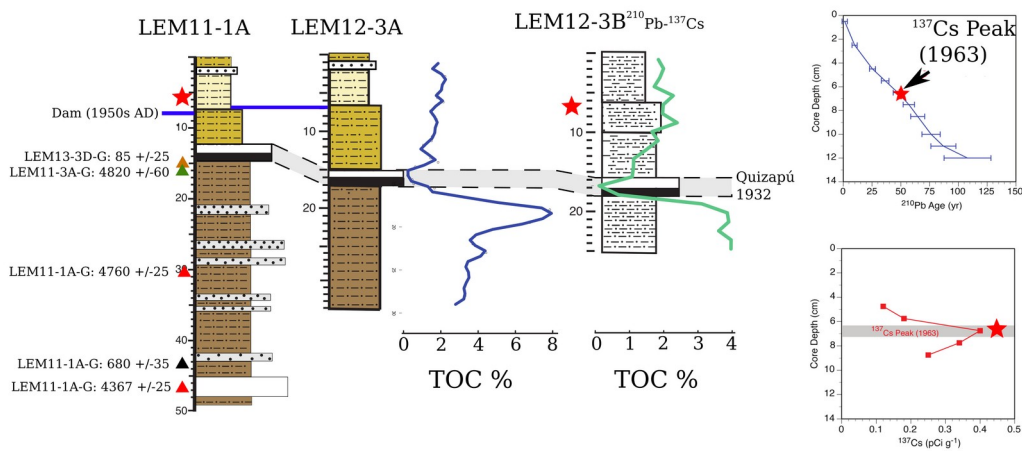 LEM11-1A
LEM12-3A
LEM12-3B ²¹⁰Pb-¹³⁷Cs
Dam (1950s AD)
10
LEM13-3D-G: 85 +/-25
LEM11-3A-G: 4820 +/-60
20
LEM11-1A-G: 4760 +/-25
30
LEM11-1A-G: 680 +/-35
LEM11-1A-G: 4367 +/-25
50
10
20
0 2 4 6 8
TOC %
10
20
0 1 2 3 4
TOC %
Quizapú
1932
¹³⁷Cs Peak
(1963)
Core Depth (cm)
0
2
4
6
8
10
12
14
0 25 50 75 100 125 150
²¹⁰Pb Age (yr)
Core Depth (cm)
0
2
4
6
8
10
12
14
¹³⁷Cs Peak (1963)
0 0.1 0.2 0.3 0.4 0.5
¹³⁷Cs (pCi g⁻¹)